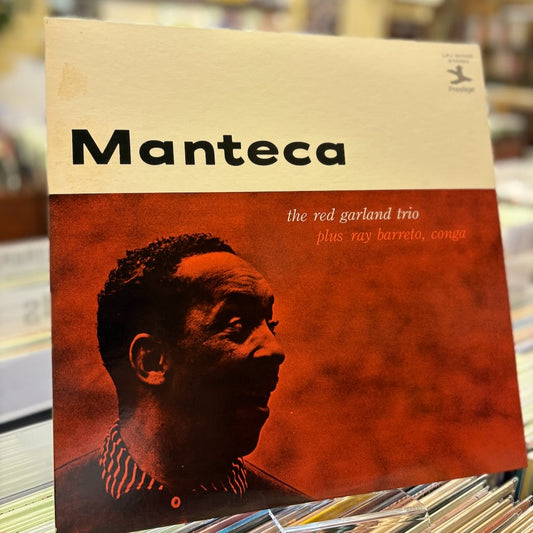 Prestige
Manteca
the red garland trio
plus ray barreto, conga